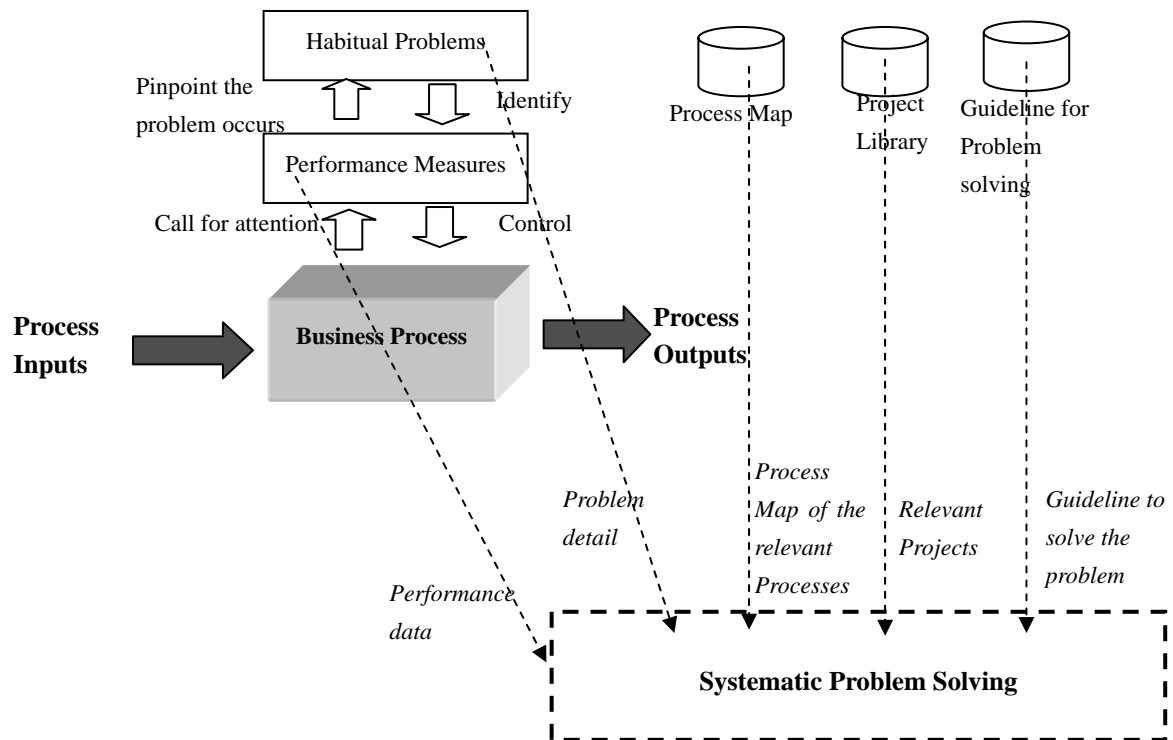 Habitual Problems
Pinpoint the
problem occurs
Identify
Performance Measures
Call for attention
Control
Process Map
Project
Library
Guideline for
Problem
solving
Process
Inputs
Business Process
Process
Outputs
Problem
detail
Process
Map of the
relevant
Processes
Relevant
Projects
Guideline to
solve the
problem
Performance
data
Systematic Problem Solving